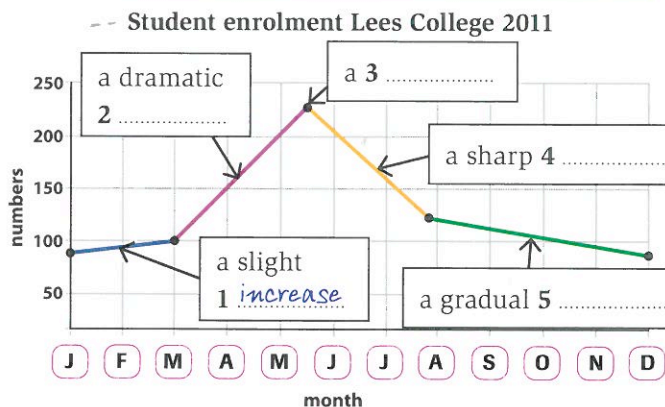 Student enrolment Lees College 2011
a dramatic
2 ....................
a 3 ....................
a sharp 4 ....................
a slight
1 increase
a gradual 5 ....................
numbers
250
200
150
100
50
J F M A M J J A S O N D
month